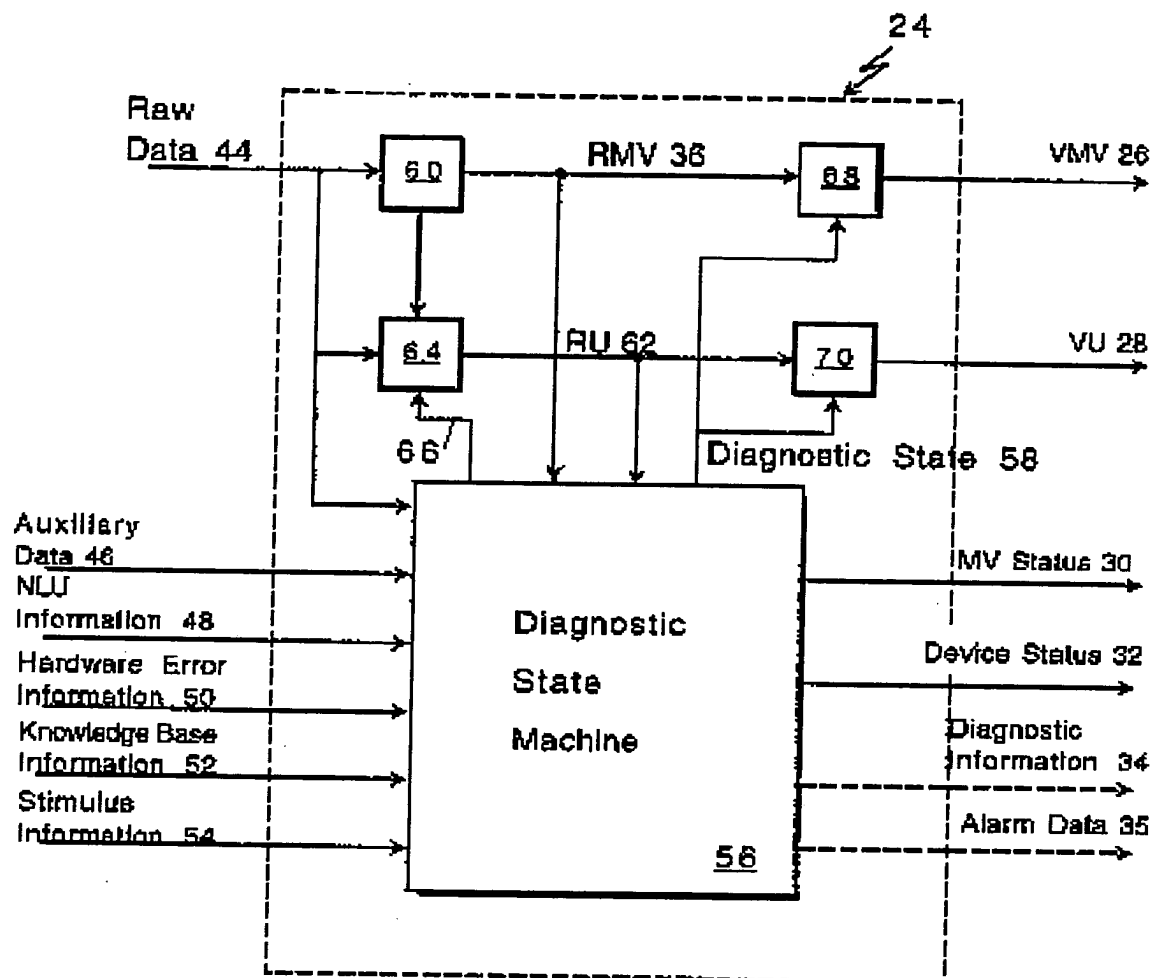 24
Raw
Data 44
60
RMV 36
68
VMV 26
64
RU 62
70
VU 28
66
Diagnostic State 58
Auxiliary
Data 46
NLU
Information 48
Hardware Error
Information 50
Knowledge Base
Information 52
Stimulus
Information 54
Diagnostic
State
Machine
56
MV Status 30
Device Status 32
Diagnostic
Information 34
Alarm Data 35